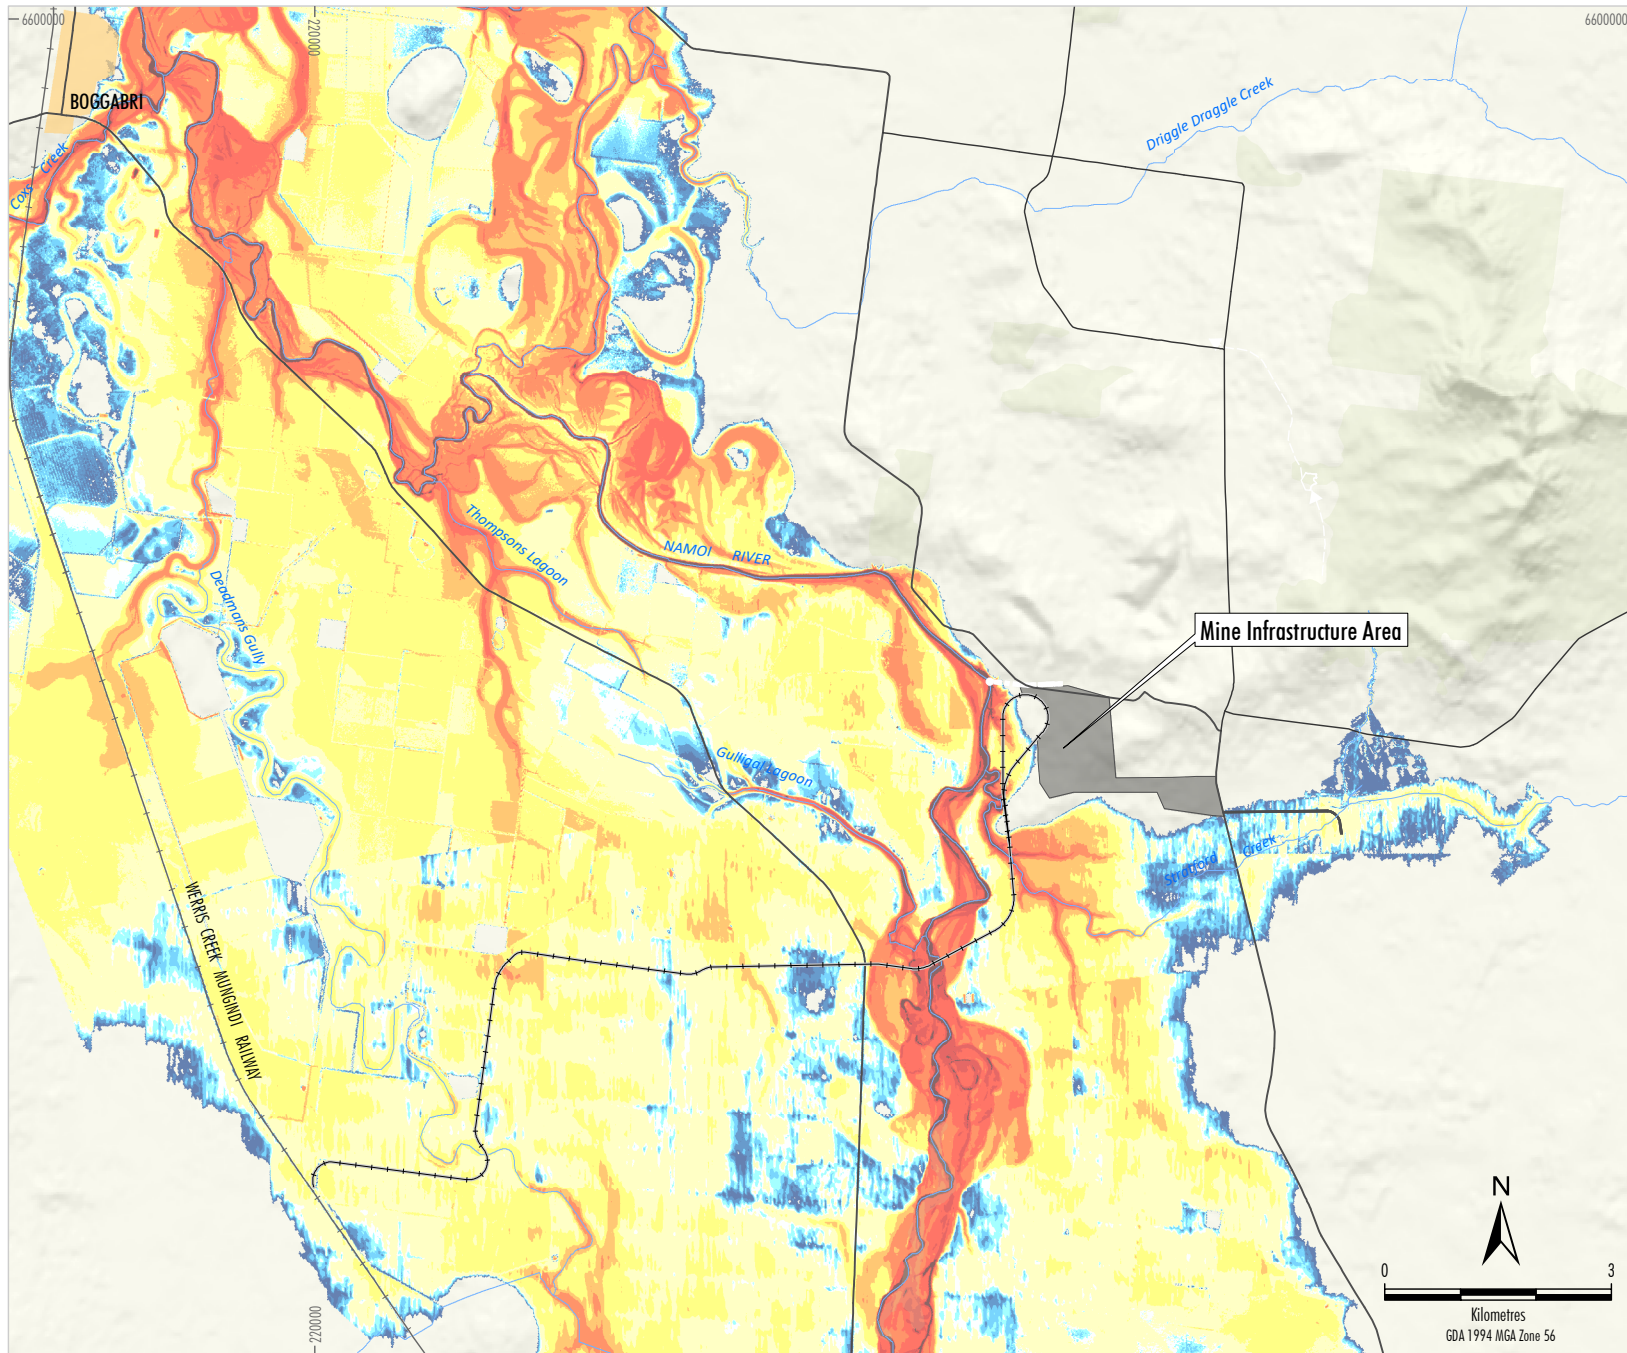 6600000
220000
6600000
BOGGABRI
Driggle Draggle Creek
Coxs Creek
Thompsons Lagoon
NAMOI RIVER
Deadmans Gully
Mine Infrastructure Area
Gulligal Lagoon
Stratford Creek
WERRIS CREEK MUNGINDI RAILWAY
N
0 3
Kilometres
GDA 1994 MGA Zone 56
220000